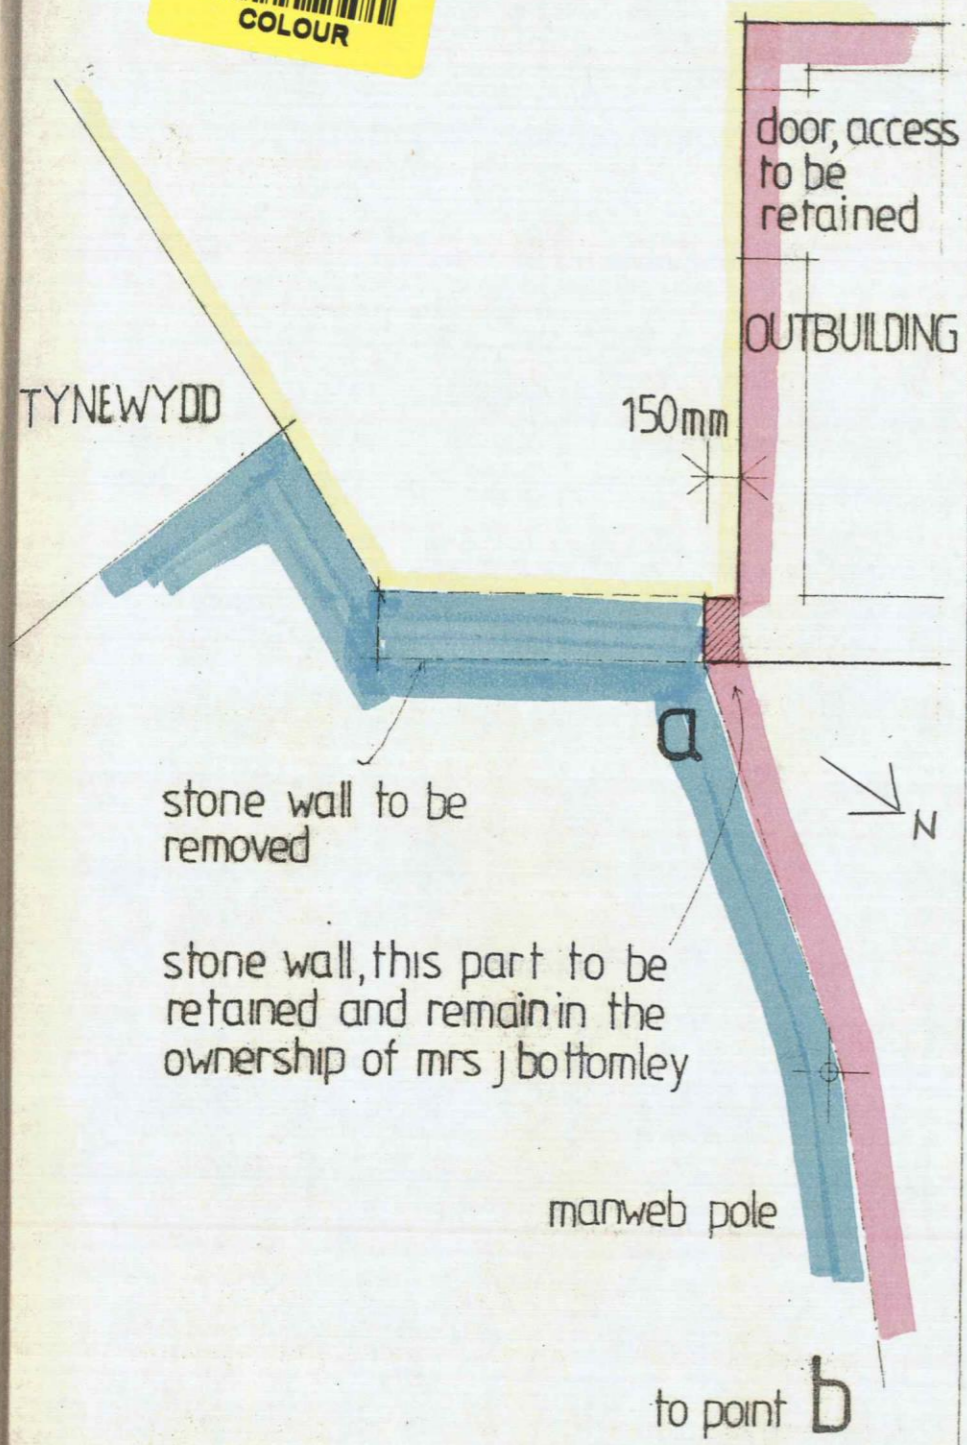 COLOUR
door, access
to be
retained
OUTBUILDING
TYNEWYDD
150mm
a
stone wall to be
removed
N
stone wall, this part to be
retained and remain in the
ownership of mrs j bottomley
manweb pole
to point b